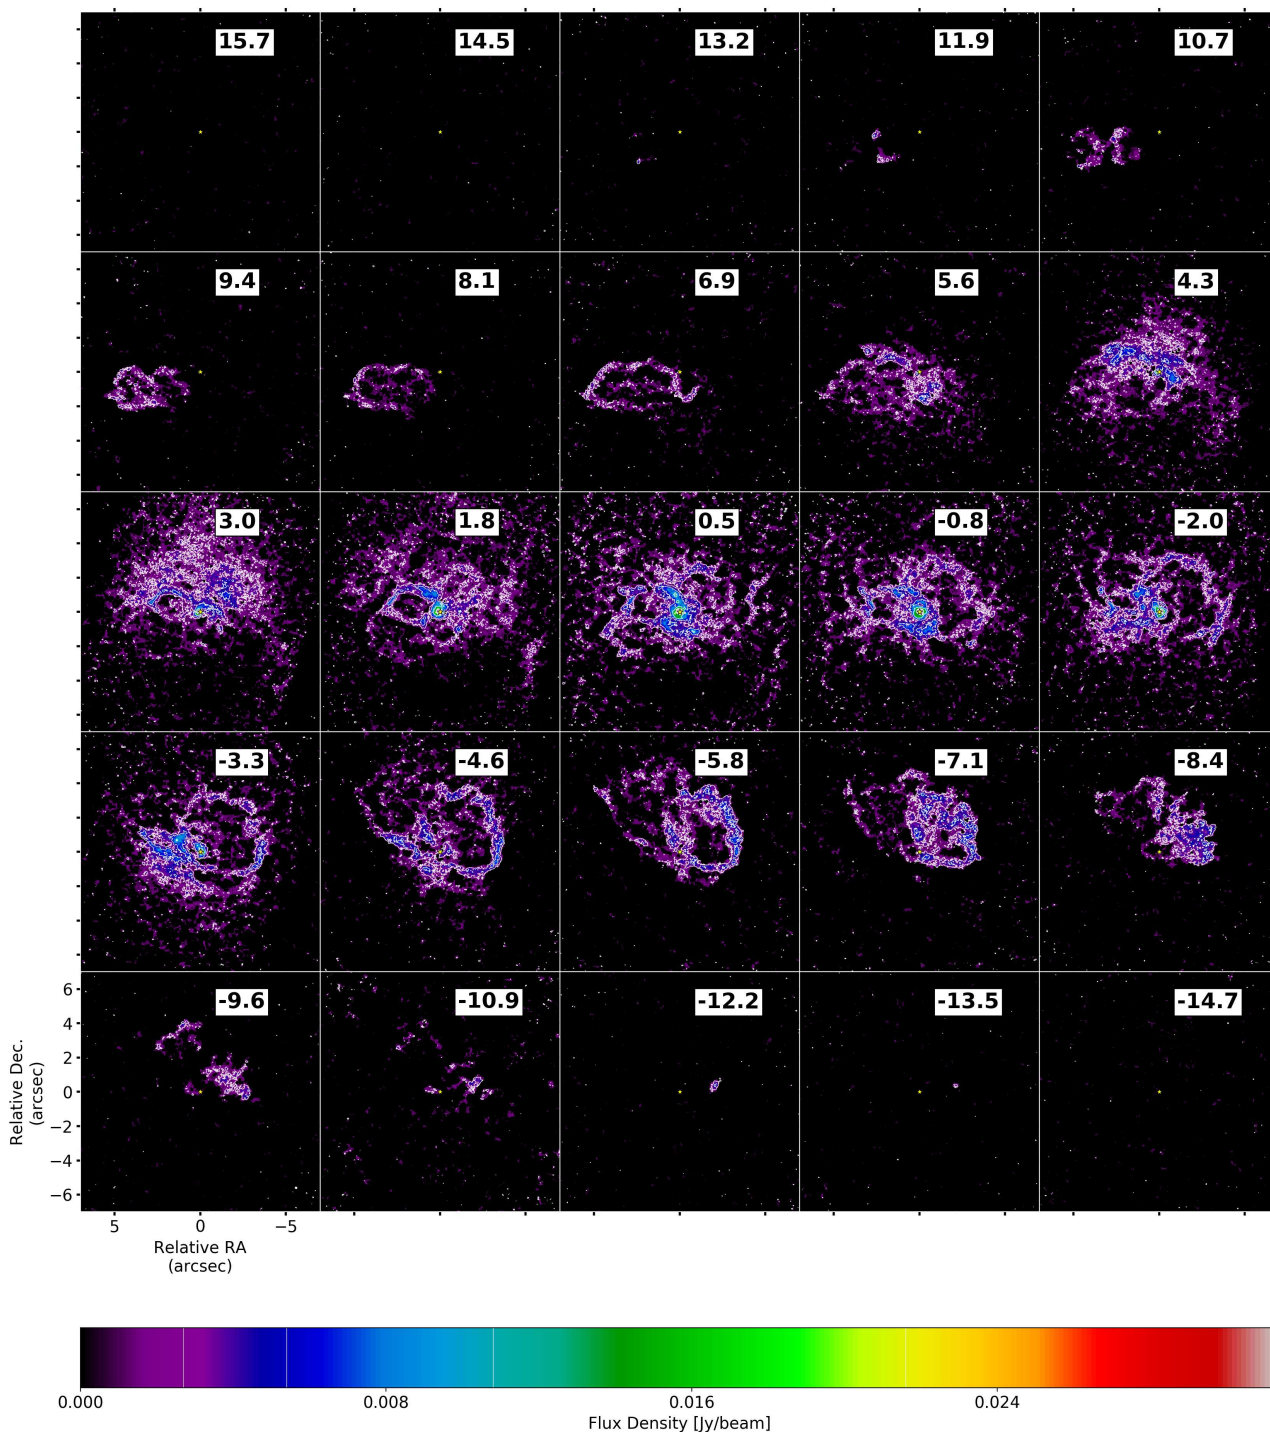 15.7 14.5 13.2 11.9 10.7
9.4 8.1 6.9 5.6 4.3
3.0 1.8 0.5 -0.8 -2.0
-3.3 -4.6 -5.8 -7.1 -8.4
-9.6 -10.9 -12.2 -13.5 -14.7
6
4
2
0
−2
−4
−6
Relative Dec.
(arcsec)
5 0 −5
Relative RA
(arcsec)
0.000 0.008 0.016 0.024
Flux Density [Jy/beam]